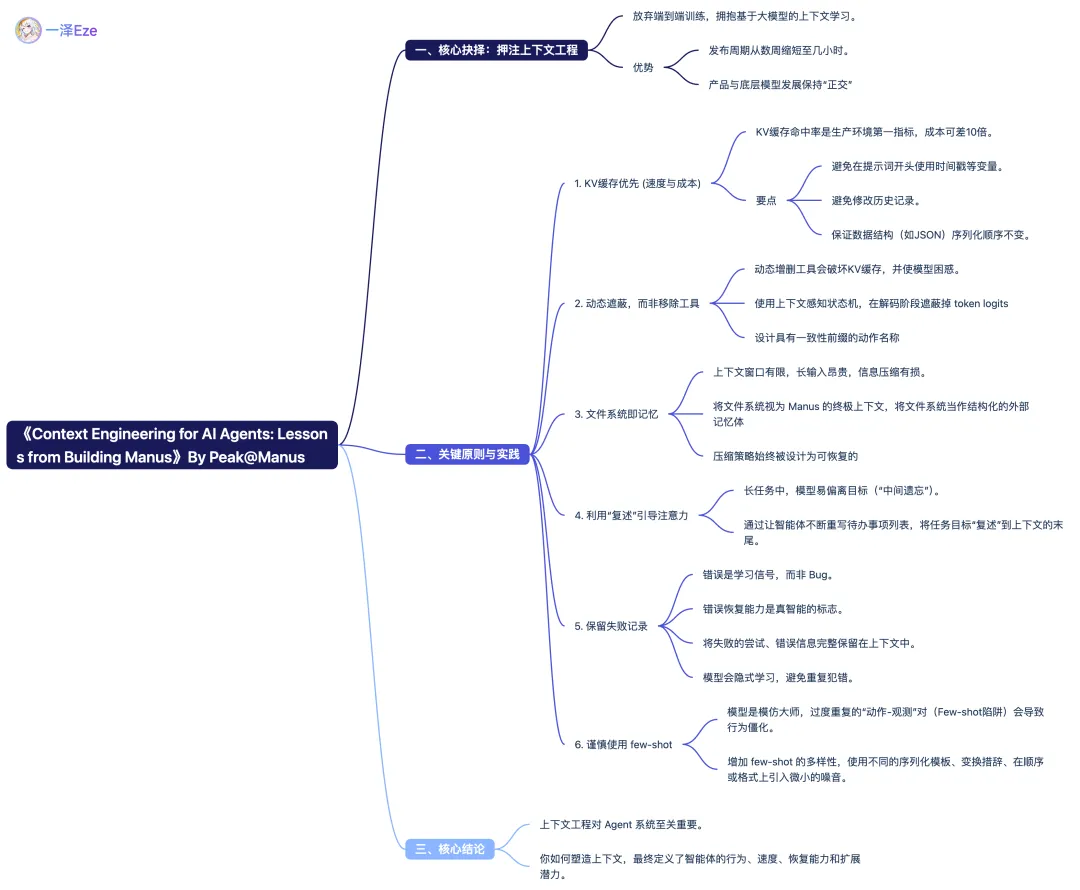 一泽Eze
《Context Engineering for AI Agents: Lesson
s from Building Manus》By Peak@Manus
一、核心抉择：押注上下文工程
放弃端到端训练，拥抱基于大模型的上下文学习。
优势
发布周期从数周缩短至几小时。
产品与底层模型发展保持“正交”
二、关键原则与实践
1. KV缓存优先 (速度与成本)
KV缓存命中率是生产环境第一指标，成本可差10倍。
要点
避免在提示词开头使用时间戳等变量。
避免修改历史记录。
保证数据结构（如JSON）序列化顺序不变。
2. 动态遮蔽，而非移除工具
动态增删工具会破坏KV缓存，并使模型困惑。
使用上下文感知状态机，在解码阶段遮蔽掉 token logits
设计具有一致性前缀的动作名称
3. 文件系统即记忆
上下文窗口有限，长输入昂贵，信息压缩有损。
将文件系统视为 Manus 的终极上下文，将文件系统当作结构化的外部
记忆体
压缩策略始终被设计为可恢复的
4. 利用“复述”引导注意力
长任务中，模型易偏离目标（“中间遗忘”）。
通过让智能体不断重写待办事项列表，将任务目标“复述”到上下文的末
尾。
5. 保留失败记录
错误是学习信号，而非 Bug。
错误恢复能力是真智能的标志。
将失败的尝试、错误信息完整保留在上下文中。
模型会隐式学习，避免重复犯错。
6. 谨慎使用 few-shot
模型是模仿大师，过度重复的“动作-观测”对（Few-shot陷阱）会导致
行为僵化。
增加 few-shot 的多样性，使用不同的序列化模板、变换措辞、在顺序
或格式上引入微小的噪音。
三、核心结论
上下文工程对 Agent 系统至关重要。
你如何塑造上下文，最终定义了智能体的行为、速度、恢复能力和扩展
潜力。